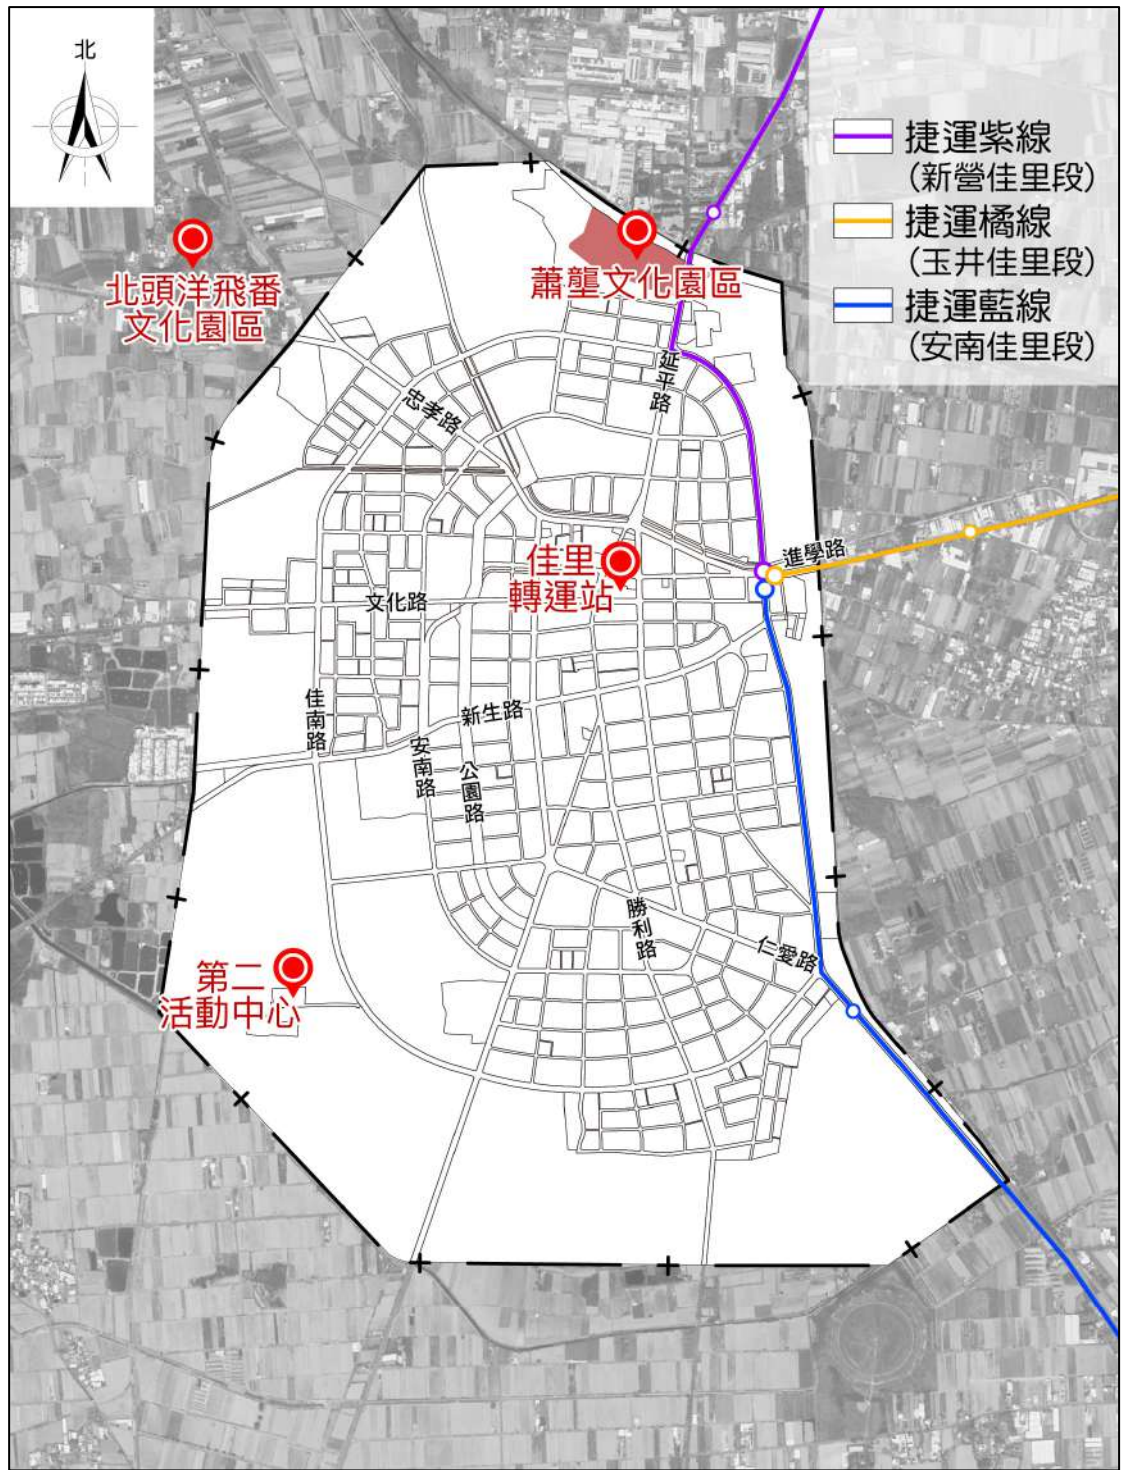 北
捷運紫線
(新營佳里段)
捷運橘線
(玉井佳里段)
捷運藍線
(安南佳里段)
北頭洋飛番
文化園區
蕭壟文化園區
延平路
忠孝路
進學路
佳里
轉運站
文化路
佳南路
新生路
安南路
公園路
勝利路
仁愛路
第二
活動中心